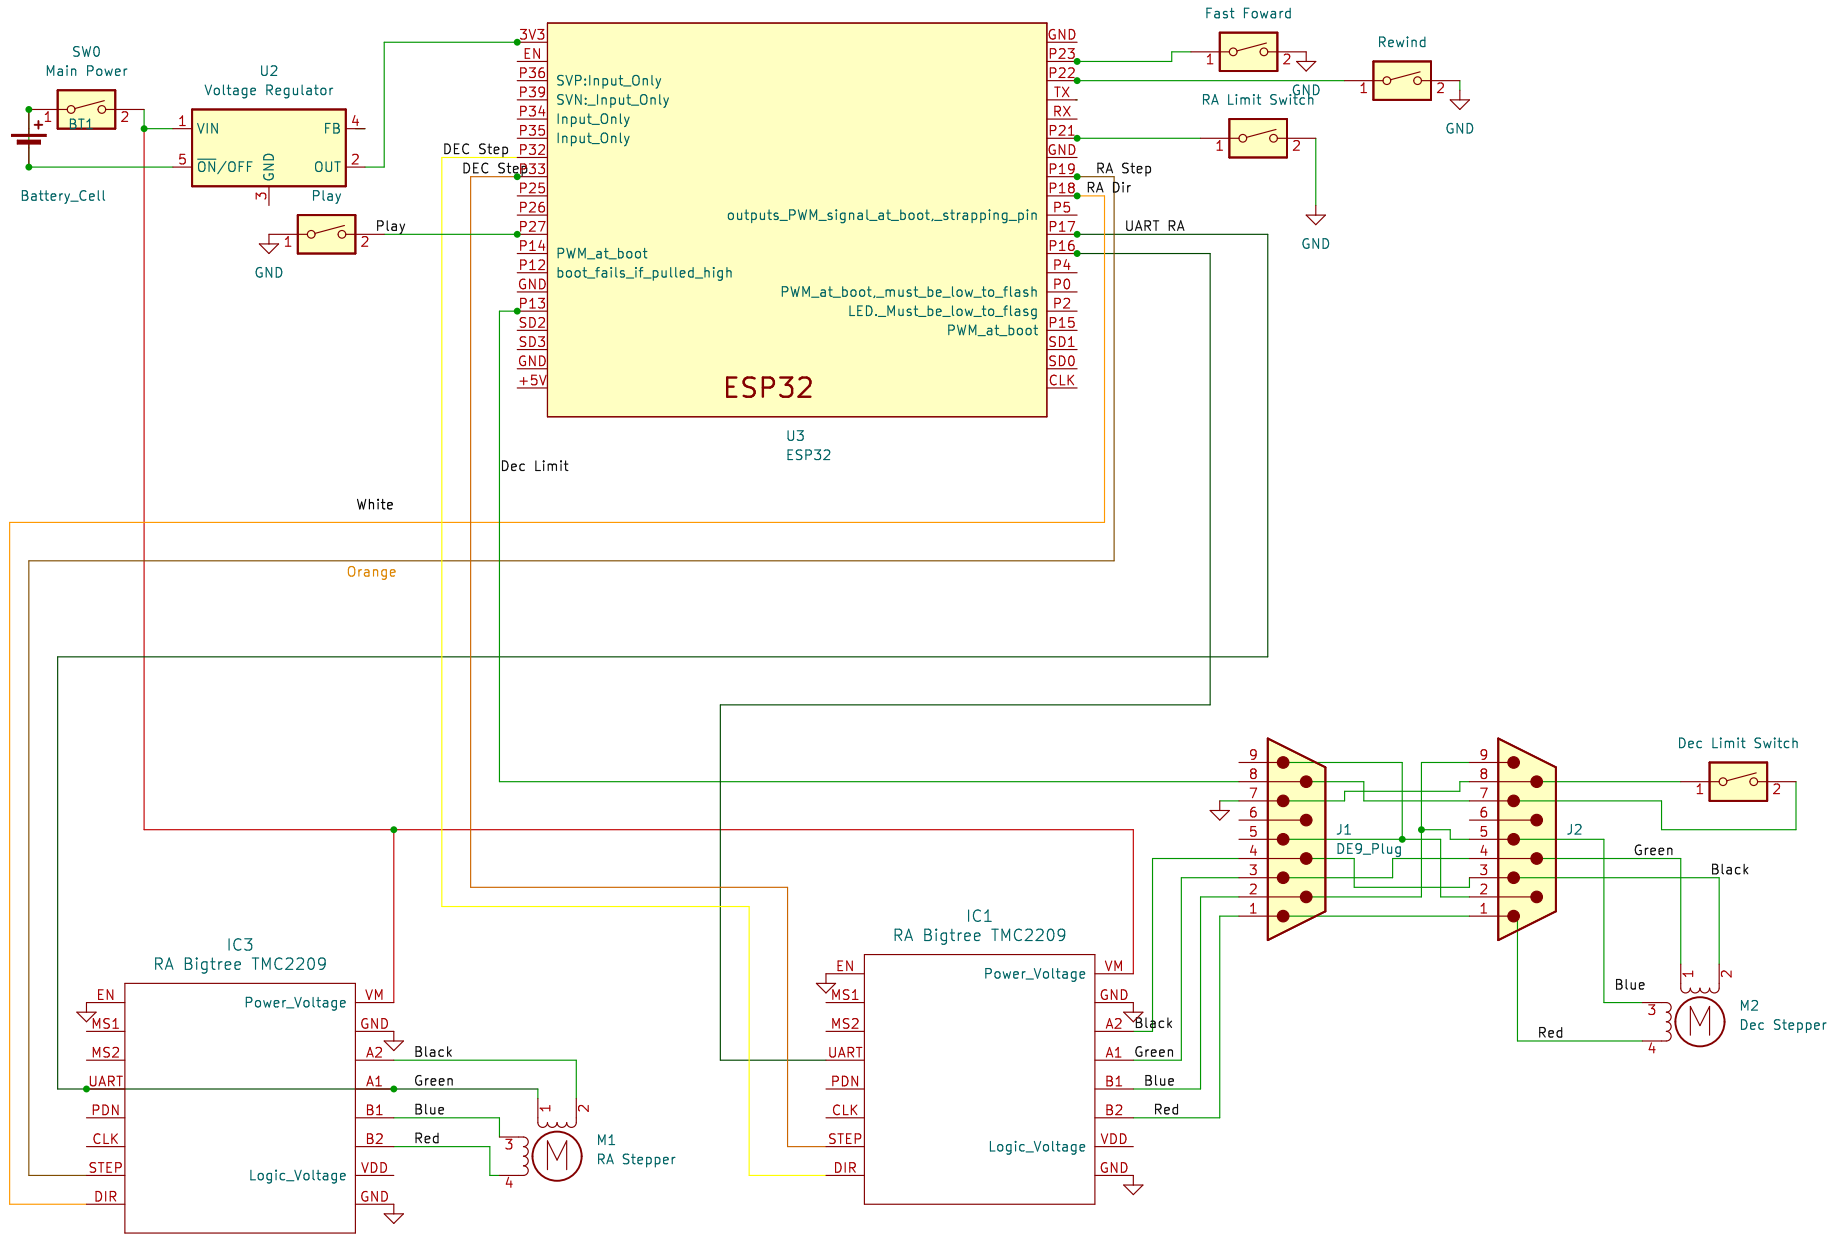 SW0
Main Power
1
2
BT1
+
Battery_Cell
U2
Voltage Regulator
1
VIN
FB
4
5
ON/OFF
GND
OUT
2
3
Play
1
2
Play
GND
3V3
EN
P36
P39
P34
P35
P32
P33
P25
P26
P27
P14
P12
GND
P13
SD2
SD3
GND
+5V
SVP:Input_Only
SVN:_Input_Only
Input_Only
Input_Only
PWM_at_boot
boot_fails_if_pulled_high
outputs_PWM_signal_at_boot,_strapping_pin
PWM_at_boot,_must_be_low_to_flash
LED._Must_be_low_to_flasg
PWM_at_boot
ESP32
GND
P23
P22
TX
RX
P21
GND
P19
P18
P5
P17
P16
P4
P0
P2
P15
SD1
SD0
CLK
U3
ESP32
DEC Step
DEC Step
Dec Limit
White
Orange
Fast Foward
1
2
GND
Rewind
1
2
GND
RA Limit Switch
1
2
GND
RA Step
RA Dir
UART RA
IC3
RA Bigtree TMC2209
EN
MS1
MS2
UART
PDN
CLK
STEP
DIR
Power_Voltage
Logic_Voltage
VM
GND
A2
A1
B1
B2
VDD
GND
Black
Green
Blue
Red
1
2
3
4
M
M1
RA Stepper
IC1
RA Bigtree TMC2209
EN
MS1
MS2
UART
PDN
CLK
STEP
DIR
Power_Voltage
Logic_Voltage
VM
GND
A2
A1
B1
B2
VDD
GND
Black
Green
Blue
Red
9
8
7
6
5
4
3
2
1
J1
DE9_Plug
9
8
7
6
5
4
3
2
1
J2
Dec Limit Switch
1
2
Green
Black
Blue
Red
1
2
3
4
M
M2
Dec Stepper